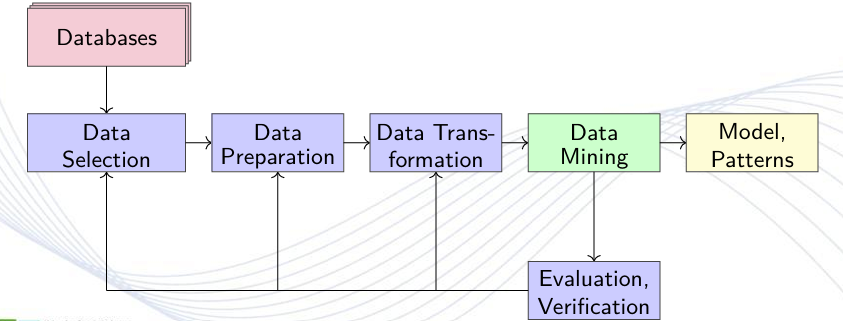 Databases
Data
Selection
Data
Preparation
Data Trans-
formation
Data
Mining
Model,
Patterns
Evaluation,
Verification